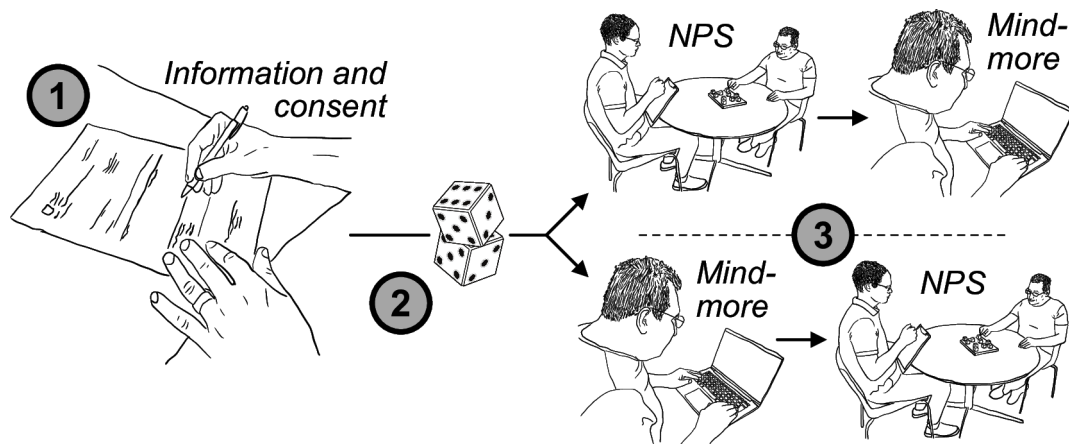 1
Information and
consent
2
NPS
Mind-
more
3
Mind-
more
NPS